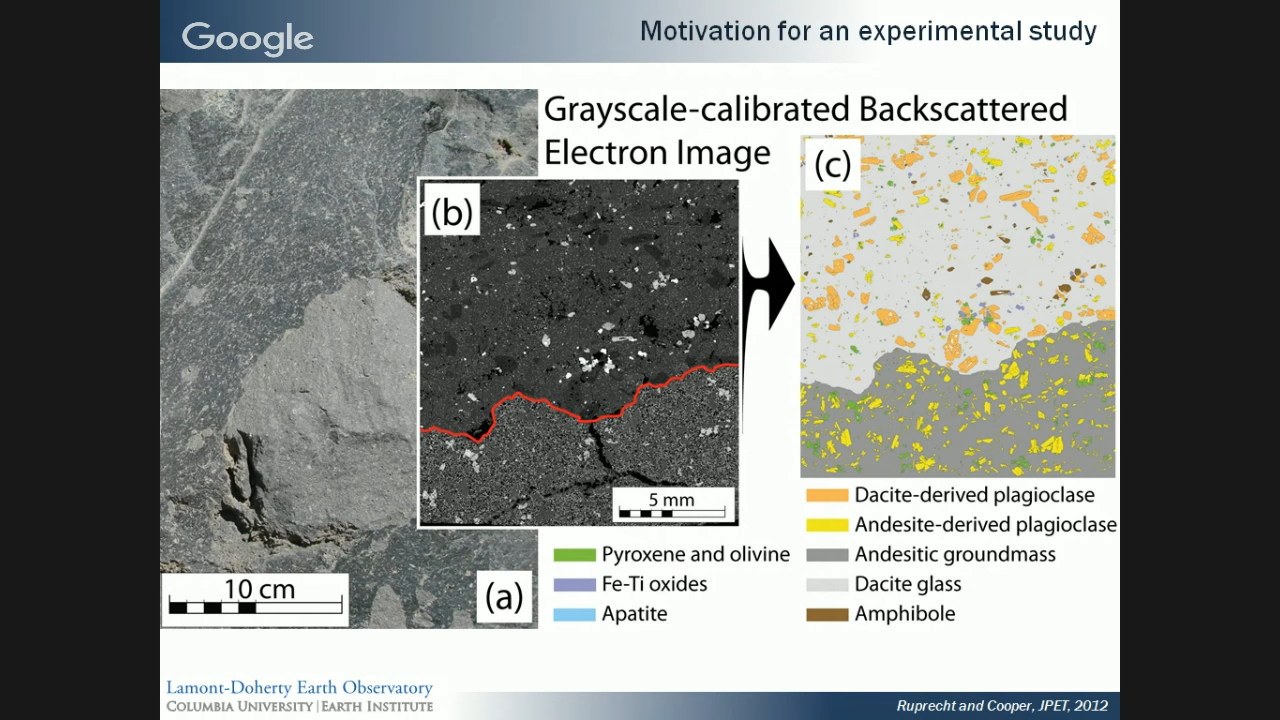 Google
Motivation for an experimental study
Grayscale-calibrated Backscattered
Electron Image
(c)
(b)
5 mm
10 cm
(a)
Pyroxene and olivine
Fe-Ti oxides
Apatite
Dacite-derived plagioclase
Andesite-derived plagioclase
Andesitic groundmass
Dacite glass
Amphibole
Lamont-Doherty Earth Observatory
COLUMBIA UNIVERSITY | EARTH INSTITUTE
Ruprecht and Cooper, JPET, 2012